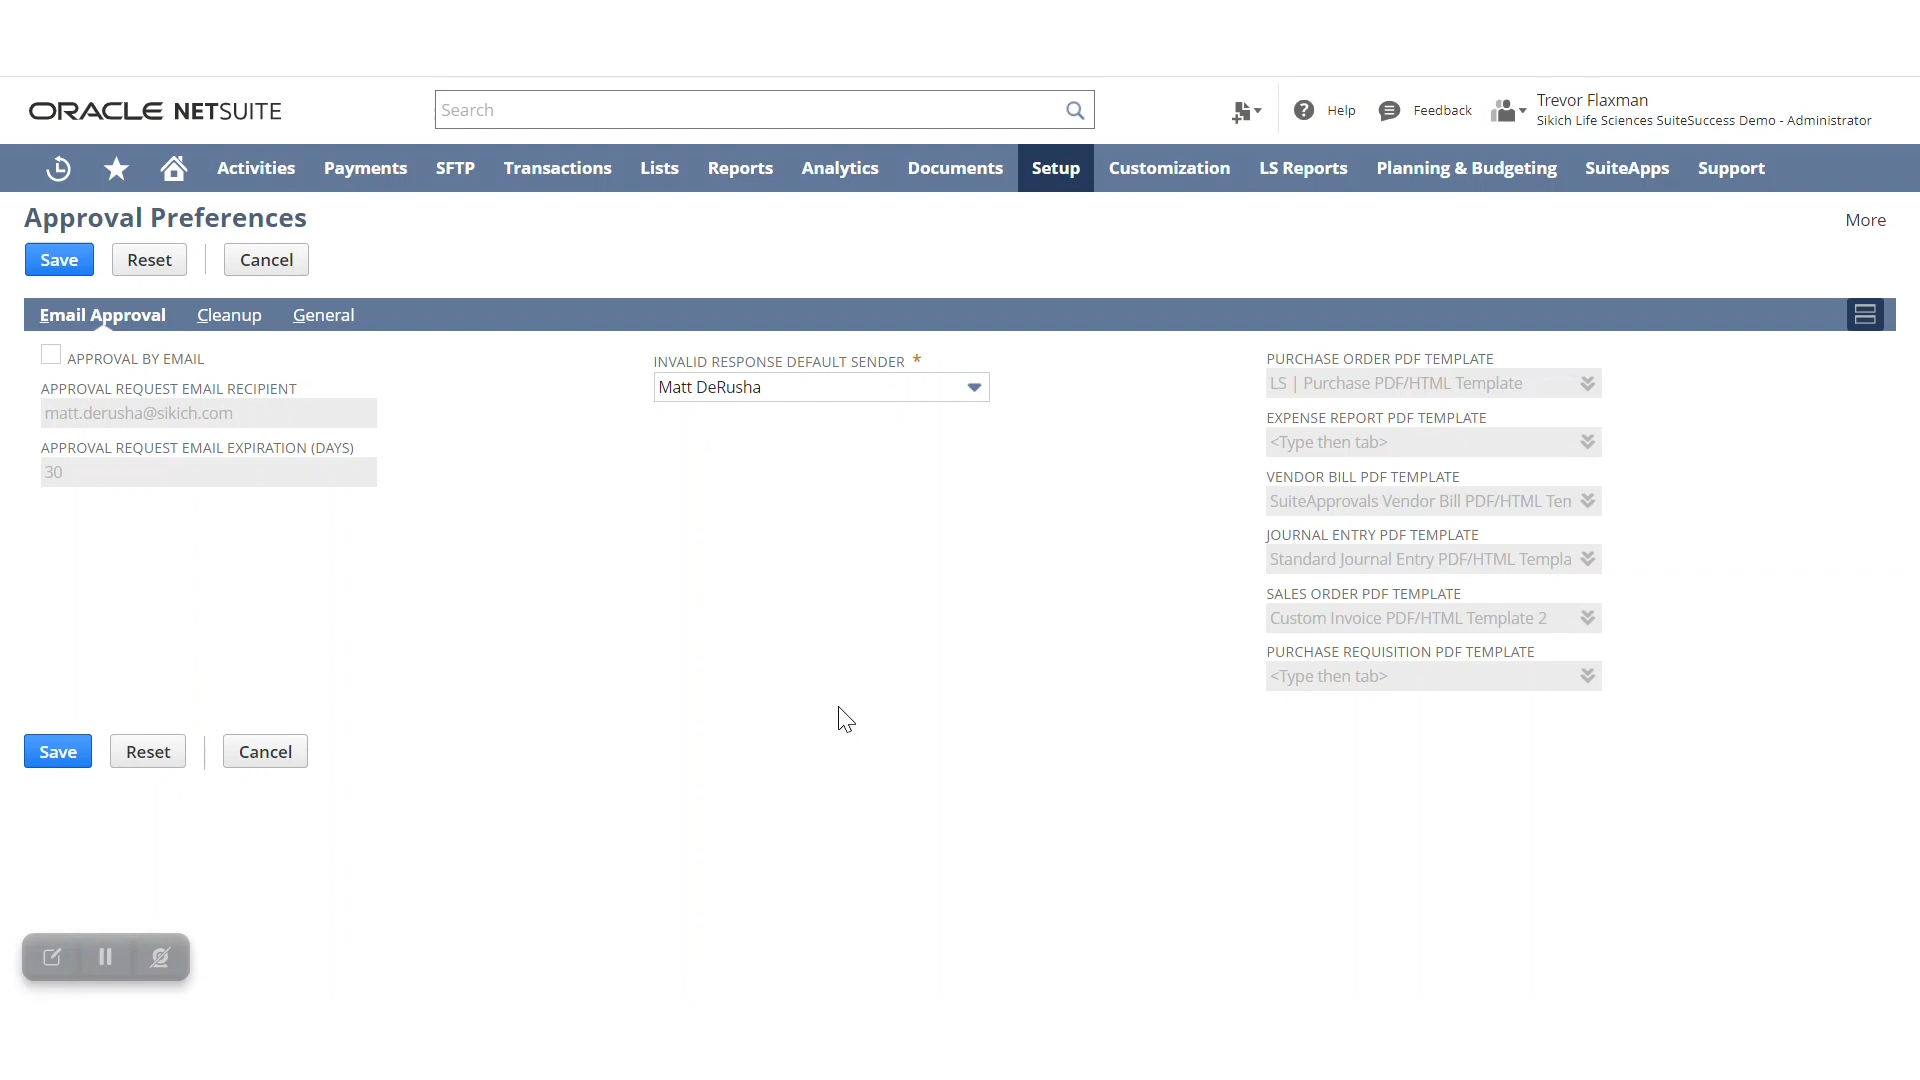 ORACLE NETSUITE
Search
Help
Feedback
Trevor Flaxman
Sikich Life Sciences SuiteSuccess Demo - Administrator
Activities Payments SFTP Transactions Lists Reports Analytics Documents Setup Customization LS Reports Planning & Budgeting SuiteApps Support
Approval Preferences
More
Save Reset Cancel
Email Approval Cleanup General
APPROVAL BY EMAIL
APPROVAL REQUEST EMAIL RECIPIENT
matt.derusha@sikich.com
APPROVAL REQUEST EMAIL EXPIRATION (DAYS)
30
INVALID RESPONSE DEFAULT SENDER *
Matt DeRusha
PURCHASE ORDER PDF TEMPLATE
LS | Purchase PDF/HTML Template
EXPENSE REPORT PDF TEMPLATE
<Type then tab>
VENDOR BILL PDF TEMPLATE
SuiteApprovals Vendor Bill PDF/HTML Ten
JOURNAL ENTRY PDF TEMPLATE
Standard Journal Entry PDF/HTML Templa
SALES ORDER PDF TEMPLATE
Custom Invoice PDF/HTML Template 2
PURCHASE REQUISITION PDF TEMPLATE
<Type then tab>
Save Reset Cancel